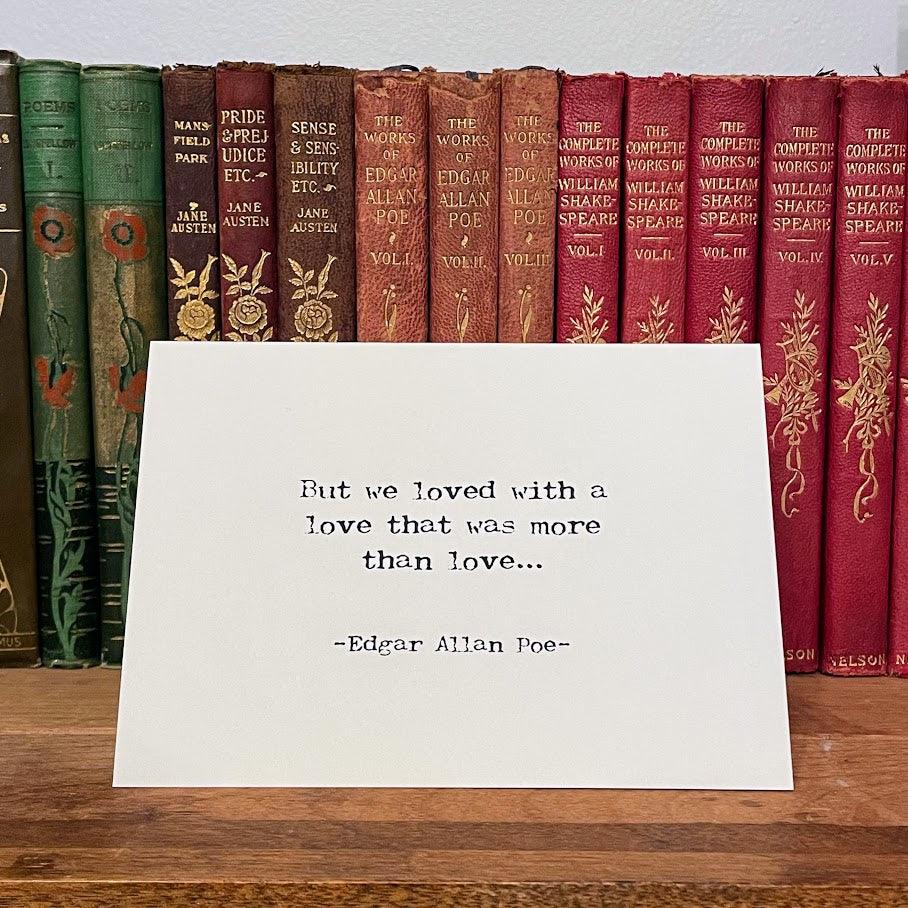 POEMS
I.
POEMS
MANS-
FIELD
PARK
JANE
AUSTEN
PRIDE
& PREJ
UDICE
ETC.
JANE
AUSTEN
SENSE
& SENS-
IBILITY
ETC.
JANE
AUSTEN
THE
WORKS
OF
EDGAR
ALLAN
POE
VOL.I.
THE
WORKS
OF
EDGAR
ALLAN
POE
VOL.II.
THE
WORKS
OF
EDGAR
ALLAN
POE
VOL.III
THE
COMPLETE
WORKS OF
WILLIAM
SHAKE-
SPEARE
VOL.I
THE
COMPLETE
WORKS OF
WILLIAM
SHAKE-
SPEARE
VOL.II.
THE
COMPLETE
WORKS OF
WILLIAM
SHAKE-
SPEARE
VOL.III
THE
COMPLETE
WORKS OF
WILLIAM
SHAKE-
SPEARE
VOL.IV.
SON
THE
COMPLETE
WORKS OF
WILLIAM
SHAKE-
SPEARE
VOL.V.
NELSON
N
MUS
But we loved with a
love that was more
than love...
-Edgar Allan Poe-